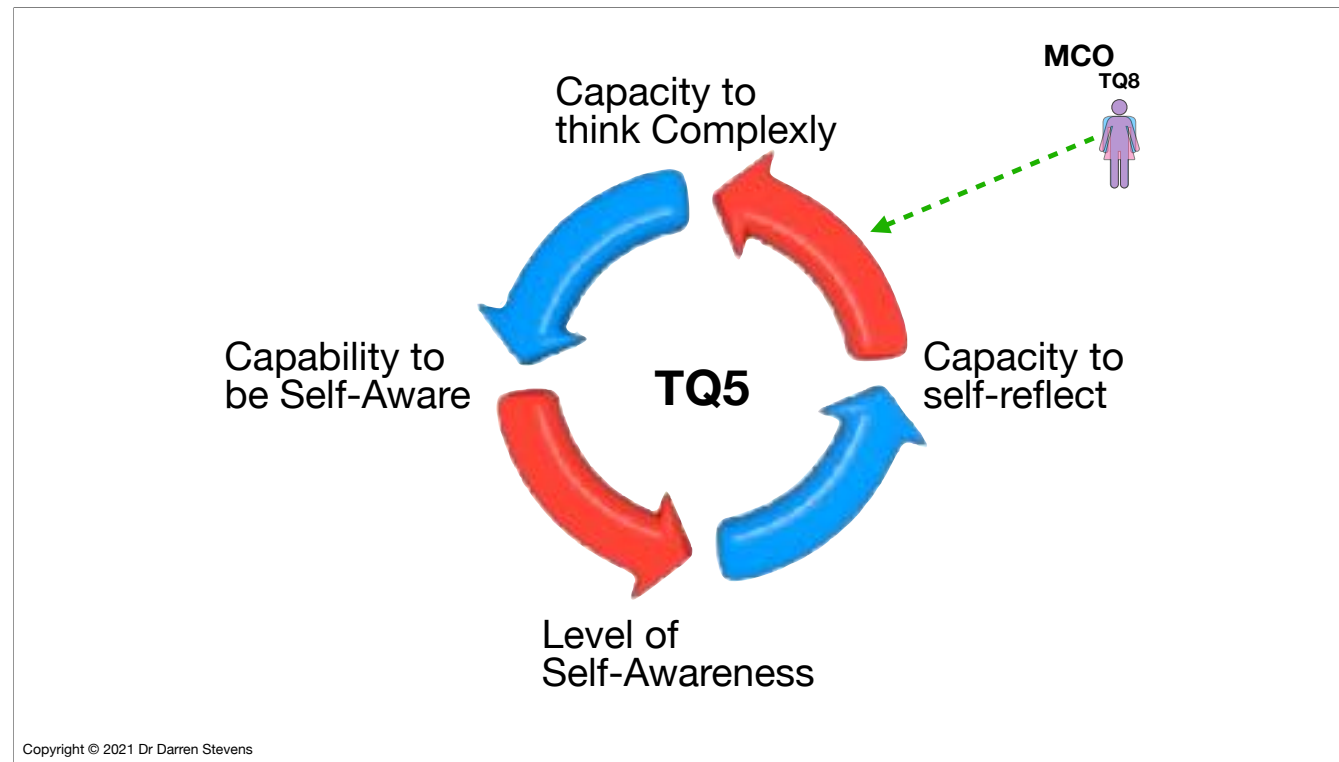 MCO
TQ8
Capacity to
think Complexly
Capability to
be Self-Aware
TQ5
Capacity to
self-reflect
Level of
Self-Awareness
Copyright © 2021 Dr Darren Stevens